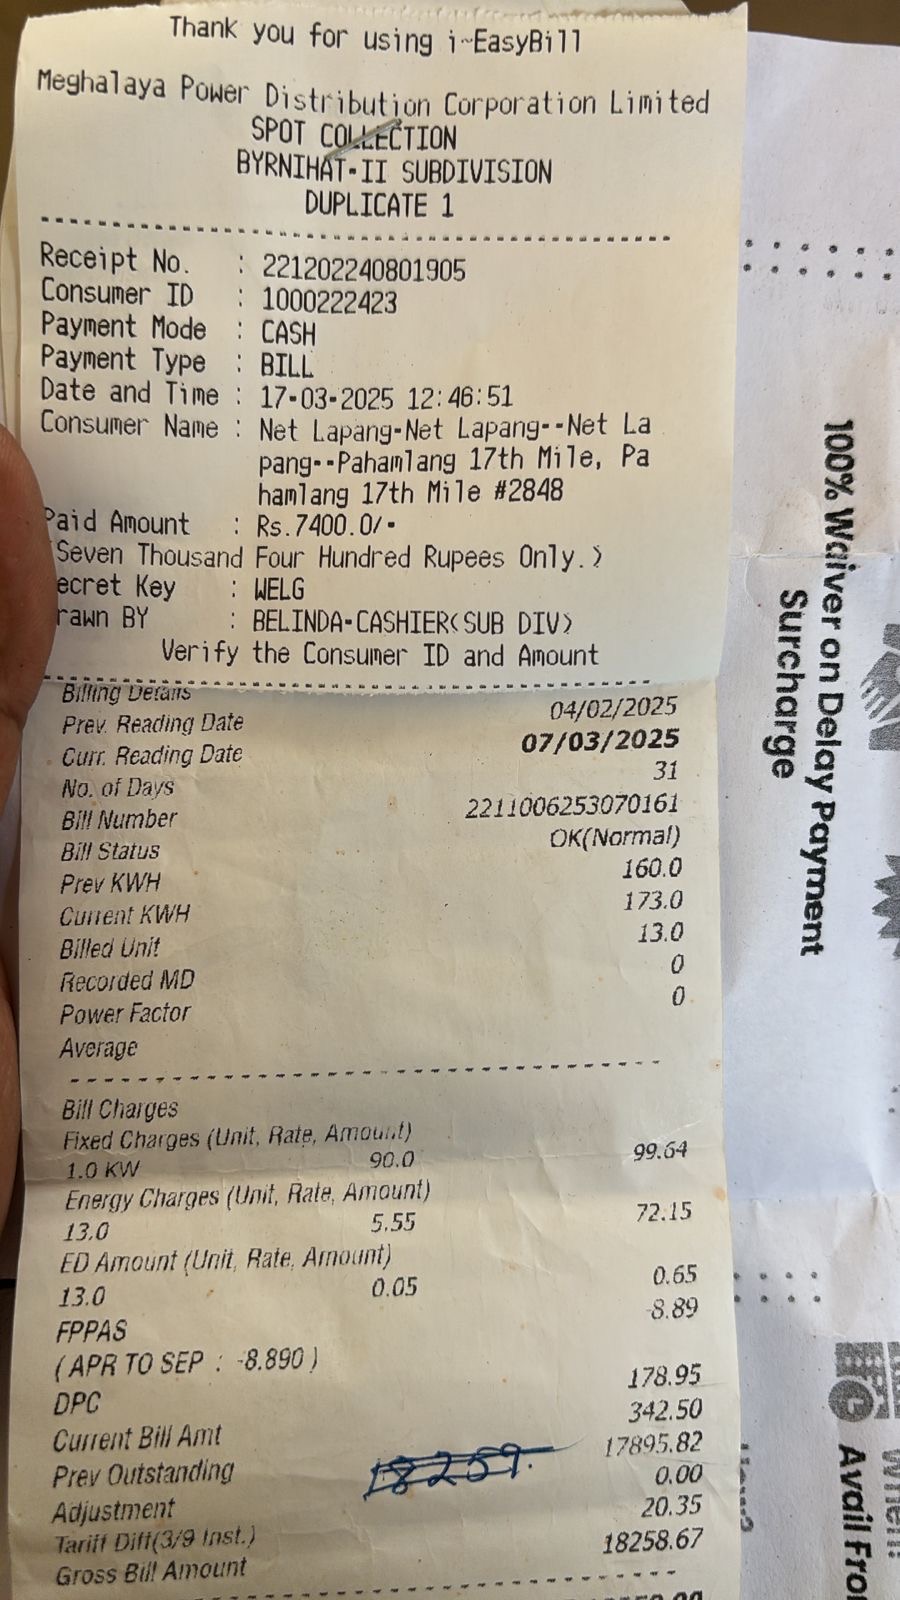 Thank you for using i-EasyBill
Meghalaya Power Distribution Corporation Limited
SPOT COLLECTION
BYRNIHAT-II SUBDIVISION
DUPLICATE 1
Receipt No. : 221202240801905
Consumer ID : 1000222423
Payment Mode : CASH
Payment Type : BILL
Date and Time : 17-03-2025 12:46:51
Consumer Name : Net Lapang-Net Lapang--Net La
pang--Pahamlang 17th Mile, Pa
hamlang 17th Mile #2848
Paid Amount : Rs.7400.0/-
(Seven Thousand Four Hundred Rupees Only.)
ecret Key : WELG
rawn BY : BELINDA-CASHIER(SUB DIV)
Verify the Consumer ID and Amount
Billing Details
Prev. Reading Date 04/02/2025
Curr. Reading Date 07/03/2025
No. of Days 31
Bill Number 2211006253070161
Bill Status OK(Normal)
Prev KWH 160.0
Current KWH 173.0
Billed Unit 13.0
Recorded MD 0
Power Factor 0
Average
Bill Charges
Fixed Charges (Unit, Rate, Amount)
1.0 KW 90.0 99.64
Energy Charges (Unit, Rate, Amount)
13.0 5.55 72.15
ED Amount (Unit, Rate, Amount)
13.0 0.05 0.65
FPPAS -8.89
( APR TO SEP : -8.890 )
DPC 178.95
Current Bill Amt 342.50
Prev Outstanding 17895.82
Adjustment 0.00
Tariff Diff(3/9 Inst.) 20.35
Gross Bill Amount 18258.67
18259.
100% Waiver on Delay Payment
Surcharge
When:
Avail Fro